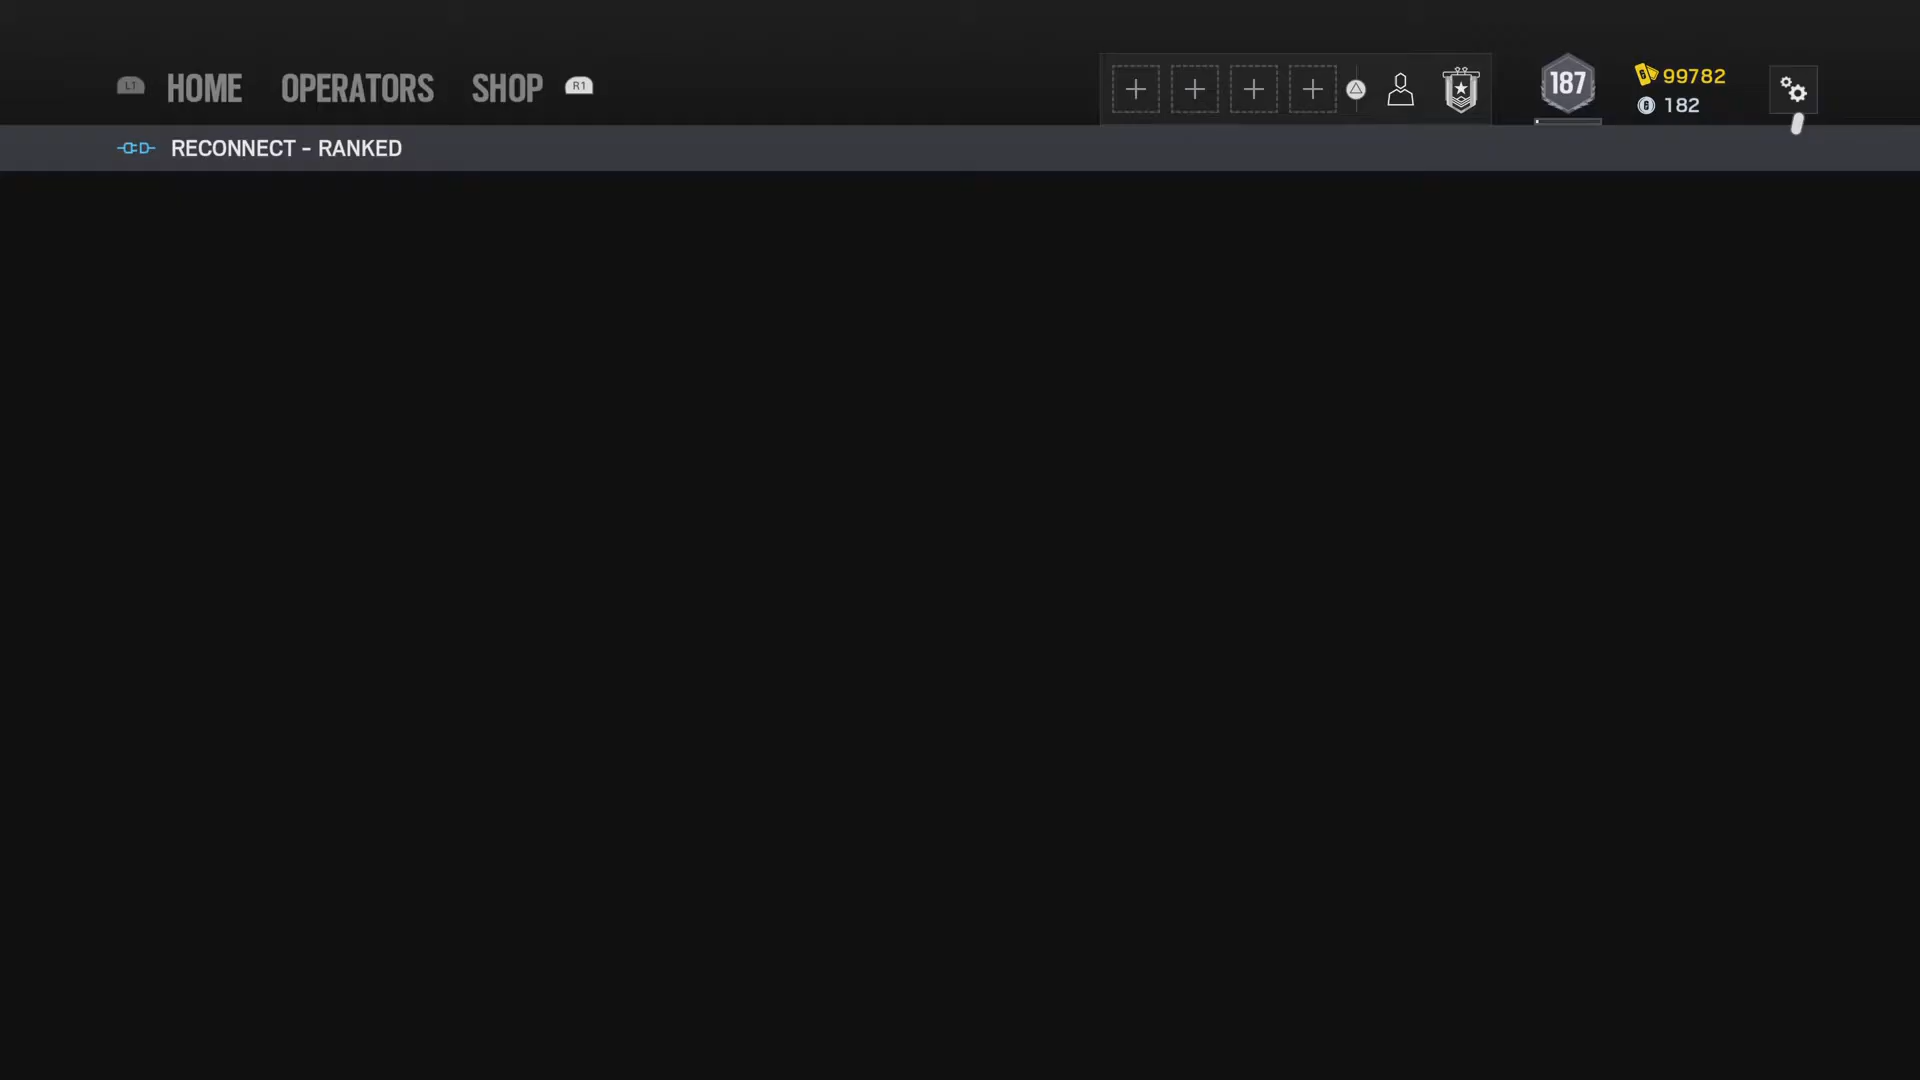 L1 HOME OPERATORS SHOP R1
187
99782
182
RECONNECT - RANKED